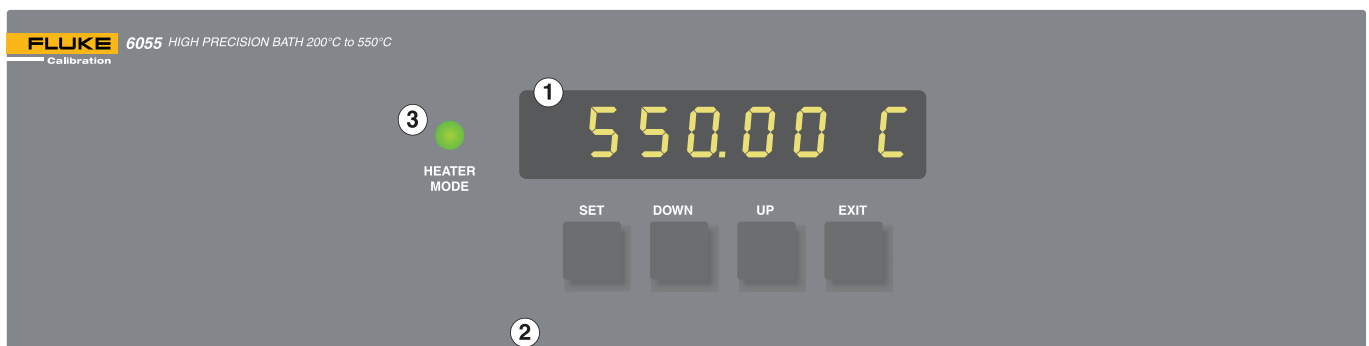 FLUKE 6055 HIGH PRECISION BATH 200°C to 550°C
Calibration
1
550.00 C
3
HEATER
MODE
SET DOWN UP EXIT
2